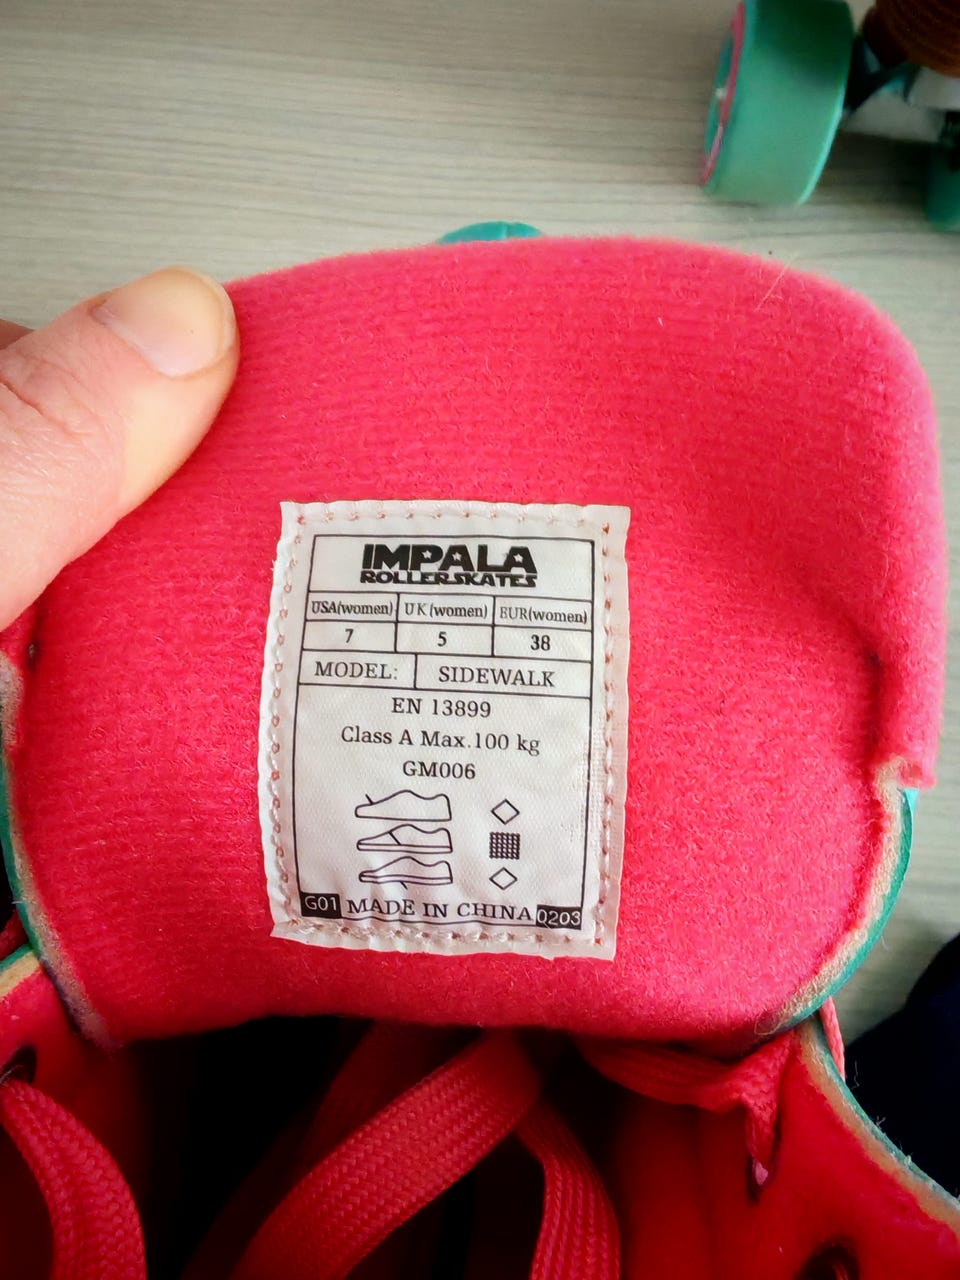 IMPALA
ROLLERSKATES
USA(women) UK(women) EUR(women)
7 5 38
MODEL: SIDEWALK
EN 13899
Class A Max.100 kg
GM006
G01 MADE IN CHINA 0203